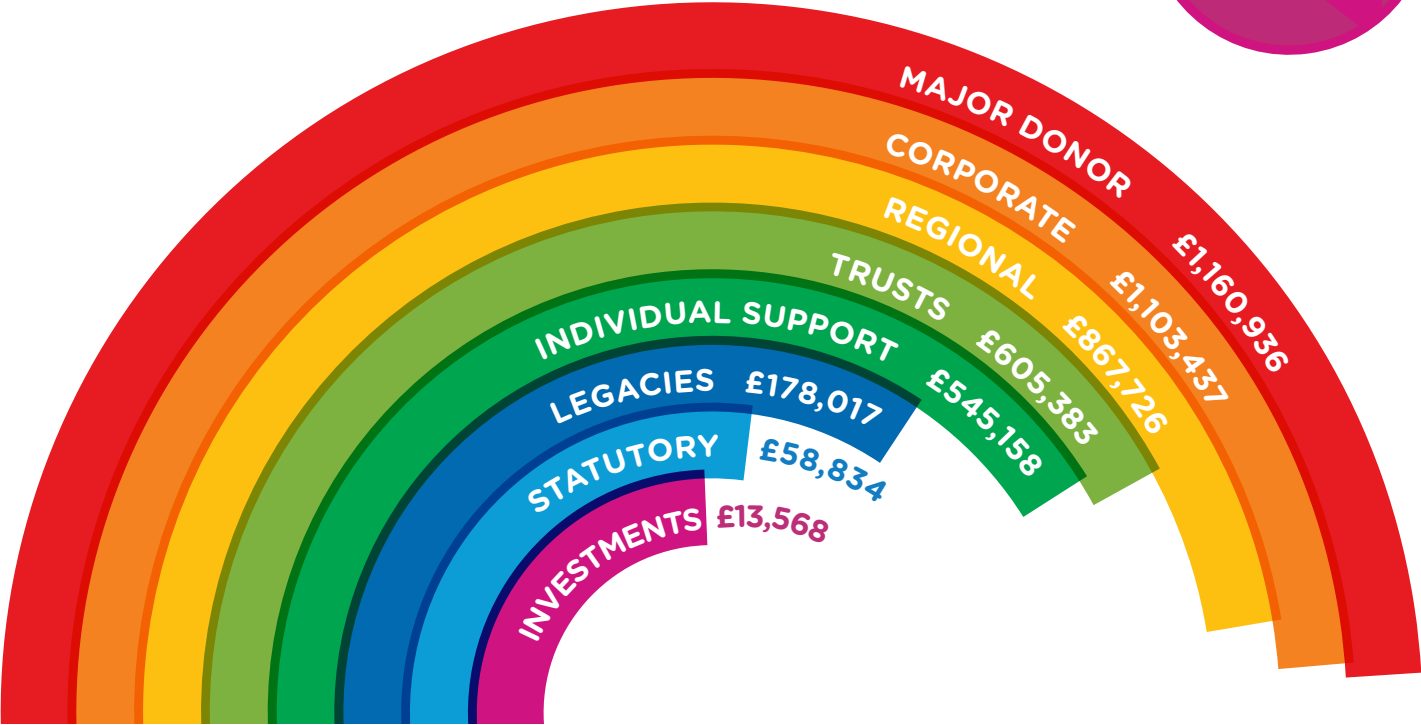 MAJOR DONOR £1,160,936
CORPORATE £1,103,437
REGIONAL £867,726
TRUSTS £605,383
INDIVIDUAL SUPPORT £545,158
LEGACIES £178,017
STATUTORY £58,834
INVESTMENTS £13,568